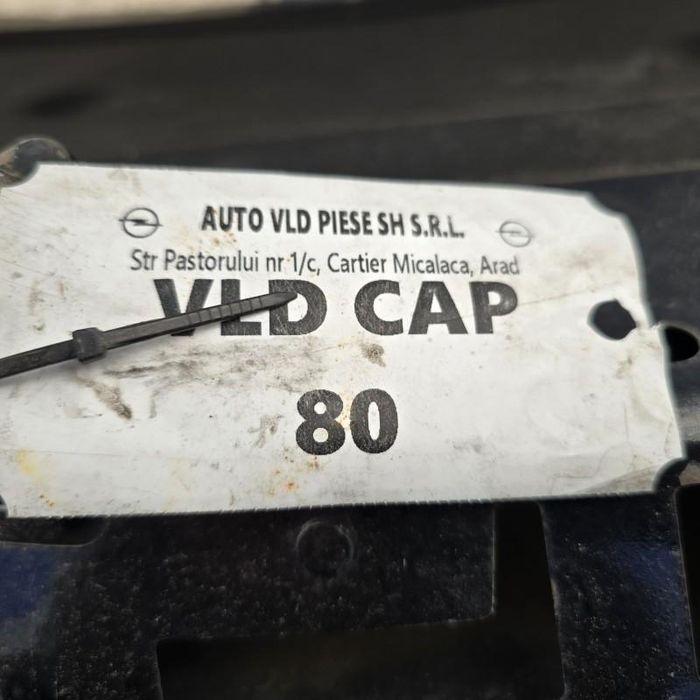 AUTO VLD PIESE SH S.R.L.
Str Pastorului nr 1/c, Cartier Micalaca, Arad
VLD CAP
80